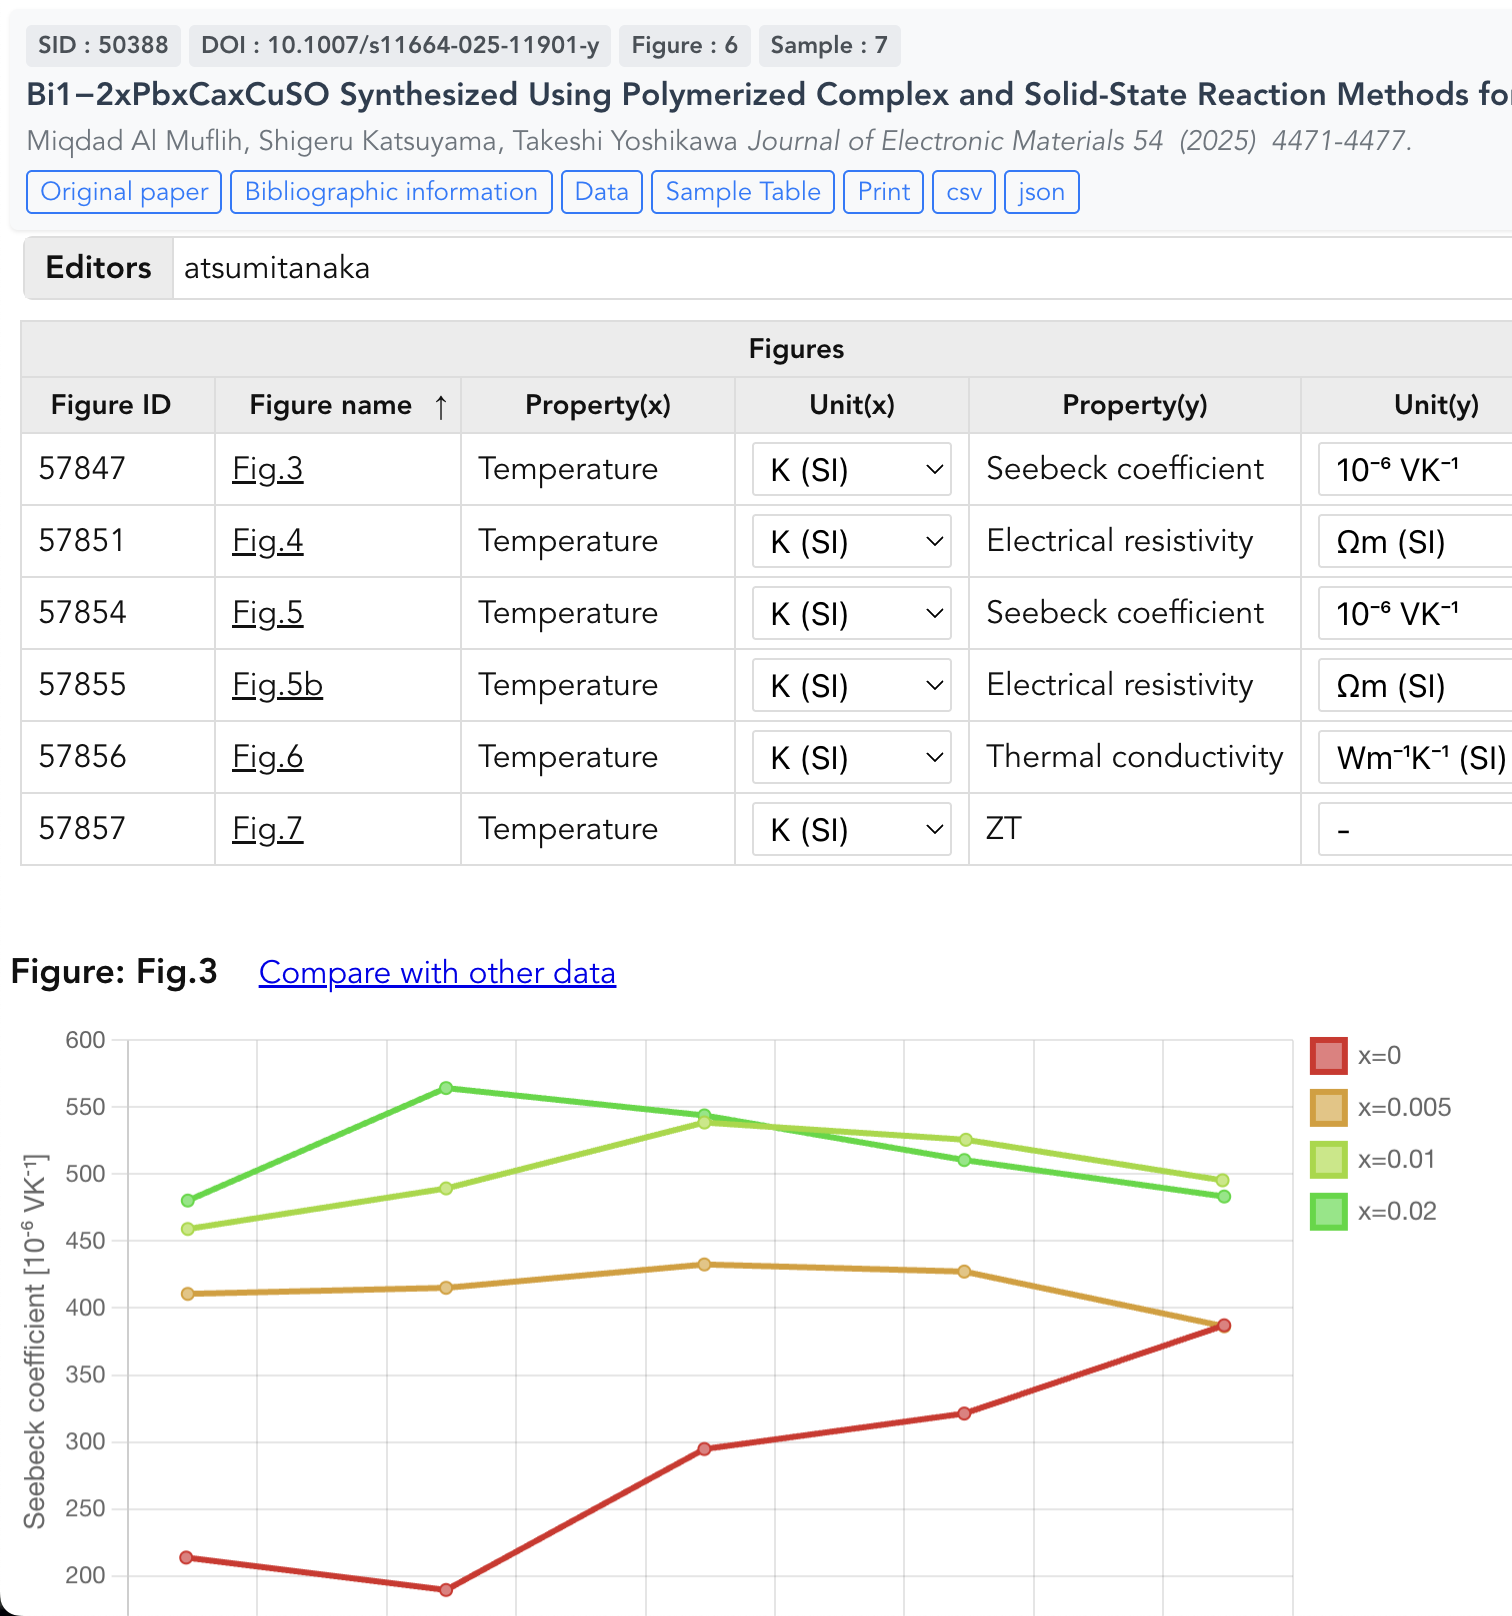 SID : 50388 DOI : 10.1007/s11664-025-11901-y Figure : 6 Sample : 7
Bi1−2xPbxCaxCuSO Synthesized Using Polymerized Complex and Solid-State Reaction Methods
Miqdad Al Muflih, Shigeru Katsuyama, Takeshi Yoshikawa Journal of Electronic Materials 54 (2025) 4471-4477.
Original paper Bibliographic information Data Sample Table Print csv json
Editors atsumitanaka
Figures
Figure ID Figure name ↑ Property(x) Unit(x) Property(y) Unit(y)
57847 Fig.3 Temperature K (SI) Seebeck coefficient 10⁻⁶ VK⁻¹
57851 Fig.4 Temperature K (SI) Electrical resistivity Ωm (SI)
57854 Fig.5 Temperature K (SI) Seebeck coefficient 10⁻⁶ VK⁻¹
57855 Fig.5b Temperature K (SI) Electrical resistivity Ωm (SI)
57856 Fig.6 Temperature K (SI) Thermal conductivity Wm⁻¹K⁻¹ (SI)
57857 Fig.7 Temperature K (SI) ZT -
Figure: Fig.3 Compare with other data
Seebeck coefficient [10⁻⁶ VK⁻¹]
600
550
500
450
400
350
300
250
200
x=0
x=0.005
x=0.01
x=0.02